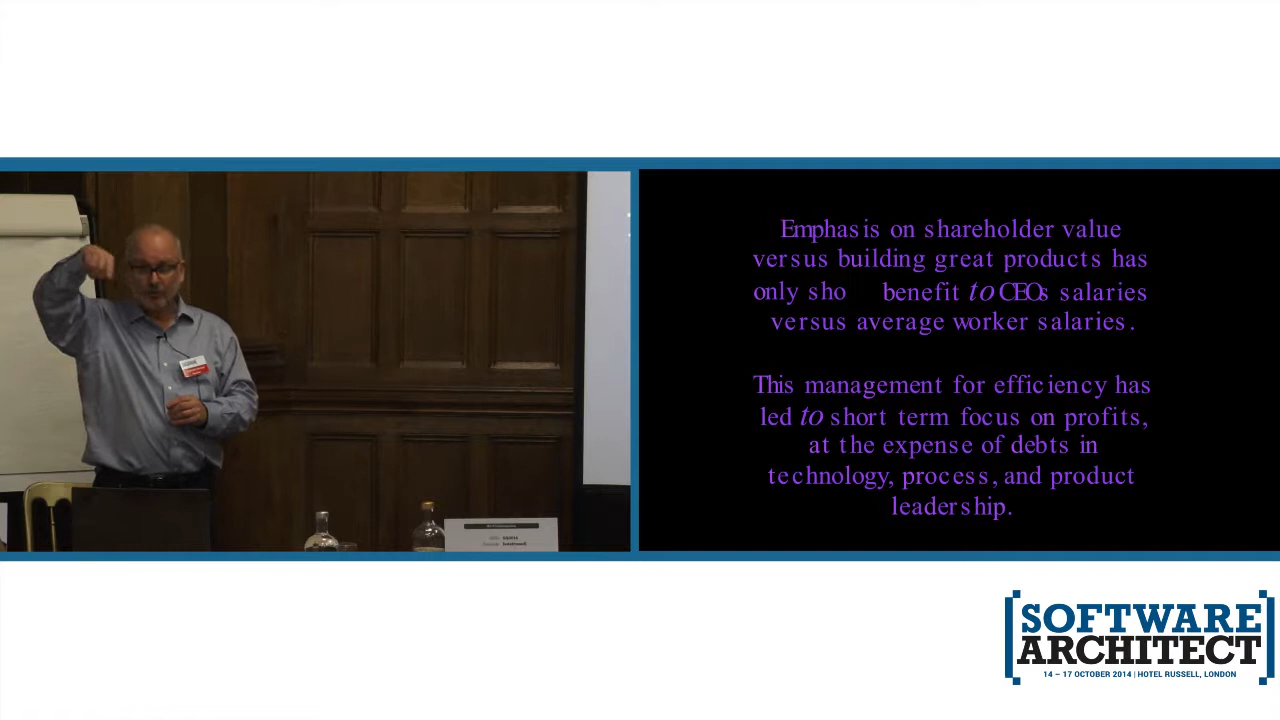 Emphasis on shareholder value
versus building great products has
only sho benefit to CEOs salaries
versus average worker salaries.
This management for efficiency has
led to short term focus on profits,
at the expense of debts in
technology, process, and product
leadership.
SOFTWARE
ARCHITECT
14 – 17 OCTOBER 2014 | HOTEL RUSSELL, LONDON